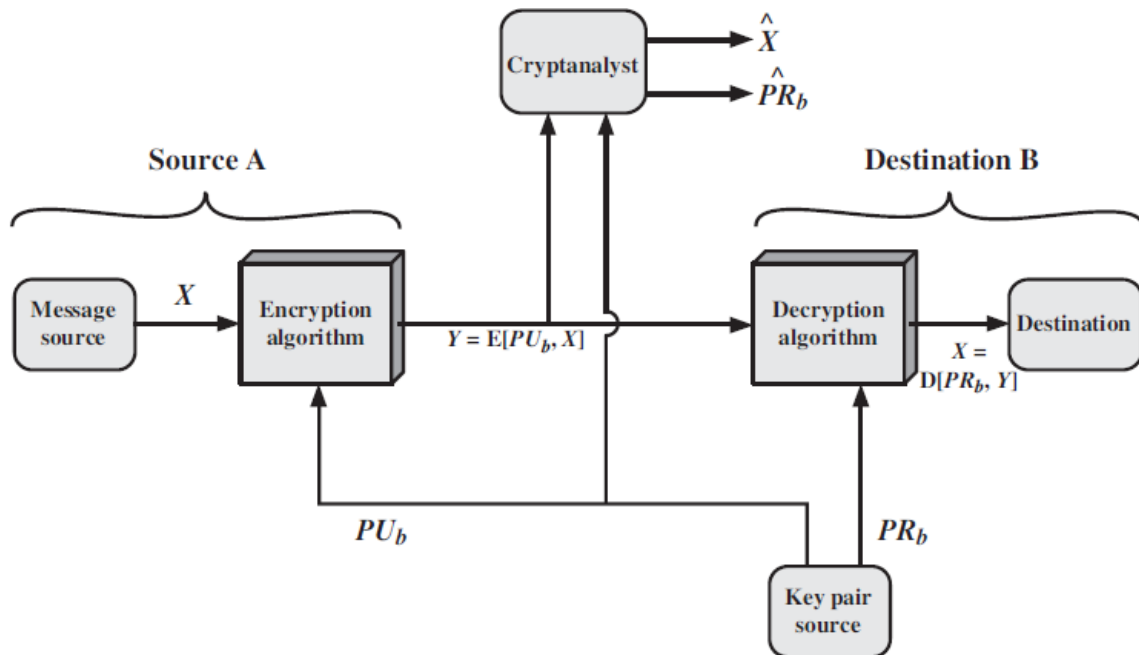 Cryptanalyst
X̂
P̂R_b
Source A
Destination B
Message
source
X
Encryption
algorithm
Y = E[PU_b, X]
Decryption
algorithm
X =
D[PR_b, Y]
Destination
PU_b
PR_b
Key pair
source